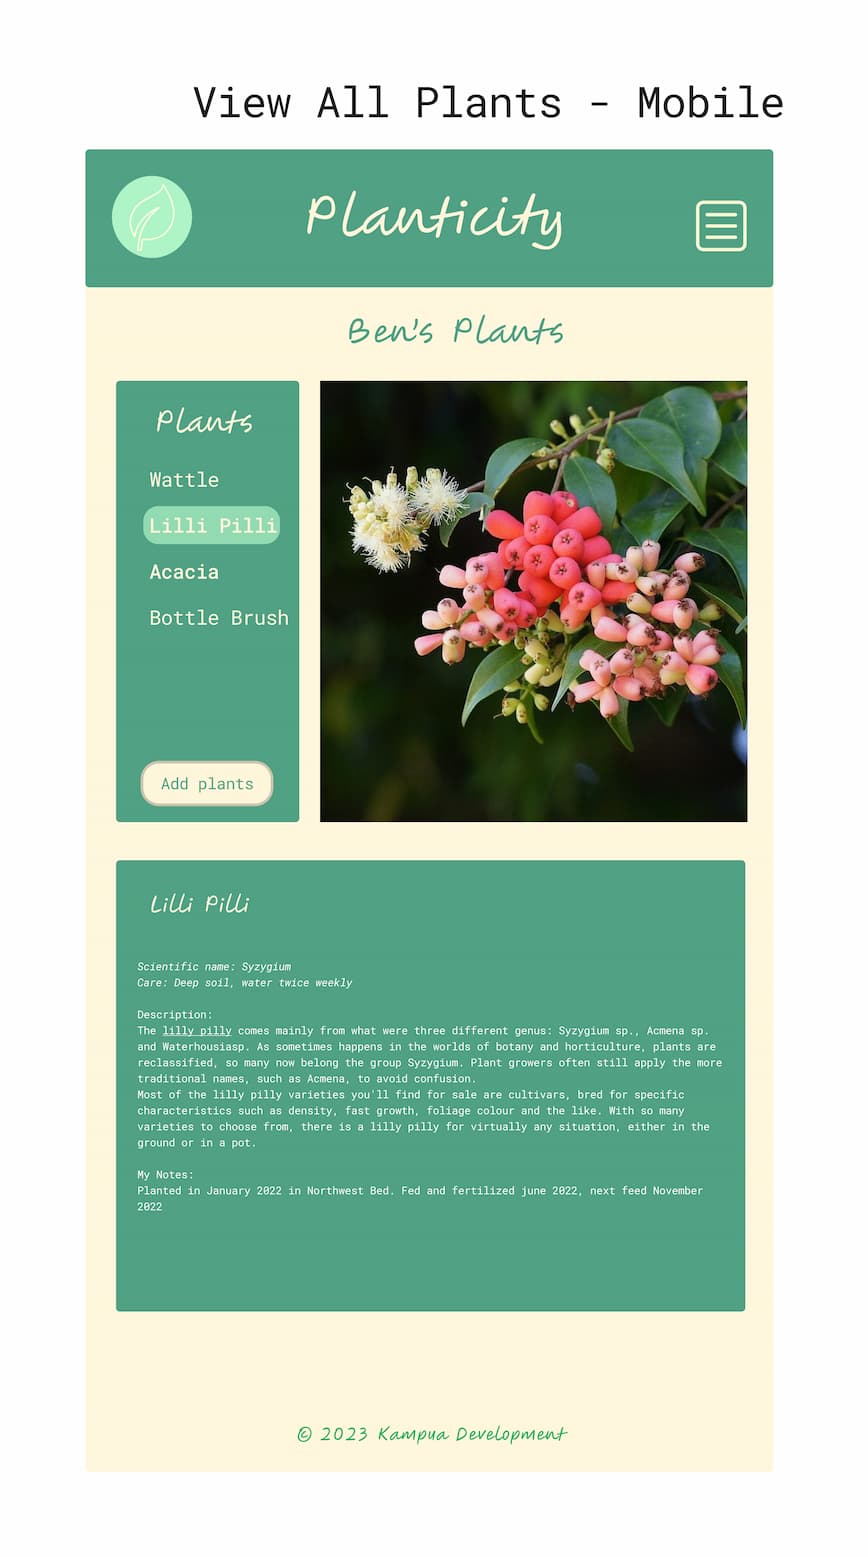 View All Plants - Mobile
Planticity
Ben's Plants
Plants
Wattle
Lilli Pilli
Acacia
Bottle Brush
Add plants
Lilli Pilli
Scientific name: Syzygium
Care: Deep soil, water twice weekly
Description:
The lilly pilly comes mainly from what were three different genus: Syzygium sp., Acmena sp.
and Waterhousiasp. As sometimes happens in the worlds of botany and horticulture, plants are
reclassified, so many now belong the group Syzygium. Plant growers often still apply the more
traditional names, such as Acmena, to avoid confusion.
Most of the lilly pilly varieties you'll find for sale are cultivars, bred for specific
characteristics such as density, fast growth, foliage colour and the like. With so many
varieties to choose from, there is a lilly pilly for virtually any situation, either in the
ground or in a pot.
My Notes:
Planted in January 2022 in Northwest Bed. Fed and fertilized june 2022, next feed November
2022
© 2023 Kampua Development